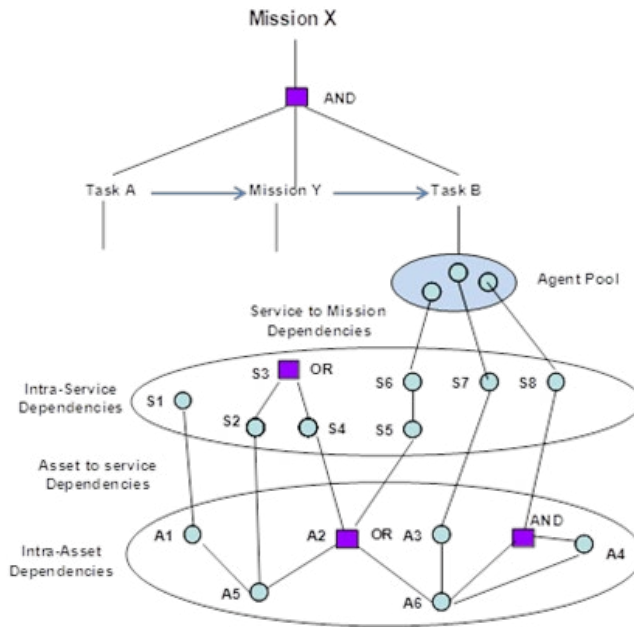 Mission X
AND
Task A
Mission Y
Task B
Agent Pool
Service to Mission
Dependencies
S3
OR
Intra-Service
Dependencies
S1
S2
S4
S6
S5
S7
S8
Asset to service
Dependencies
Intra-Asset
Dependencies
A1
A5
A2
OR
A3
A6
AND
A4